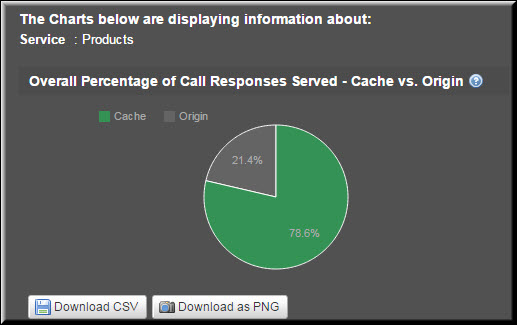 The Charts below are displaying information about:
Service : Products
Overall Percentage of Call Responses Served - Cache vs. Origin ?
Cache Origin
21.4%
78.6%
Download CSV Download as PNG